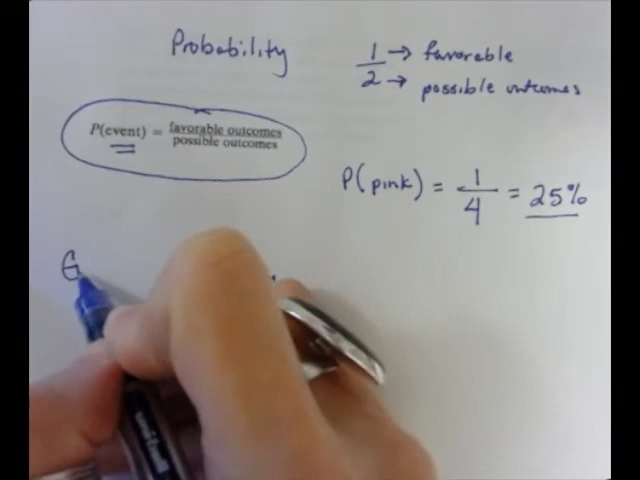 Probability
1 → favorable
2 → possible outcomes
P(event) = favorable outcomes
possible outcomes
P(pink) = 1/4 = 25%
G